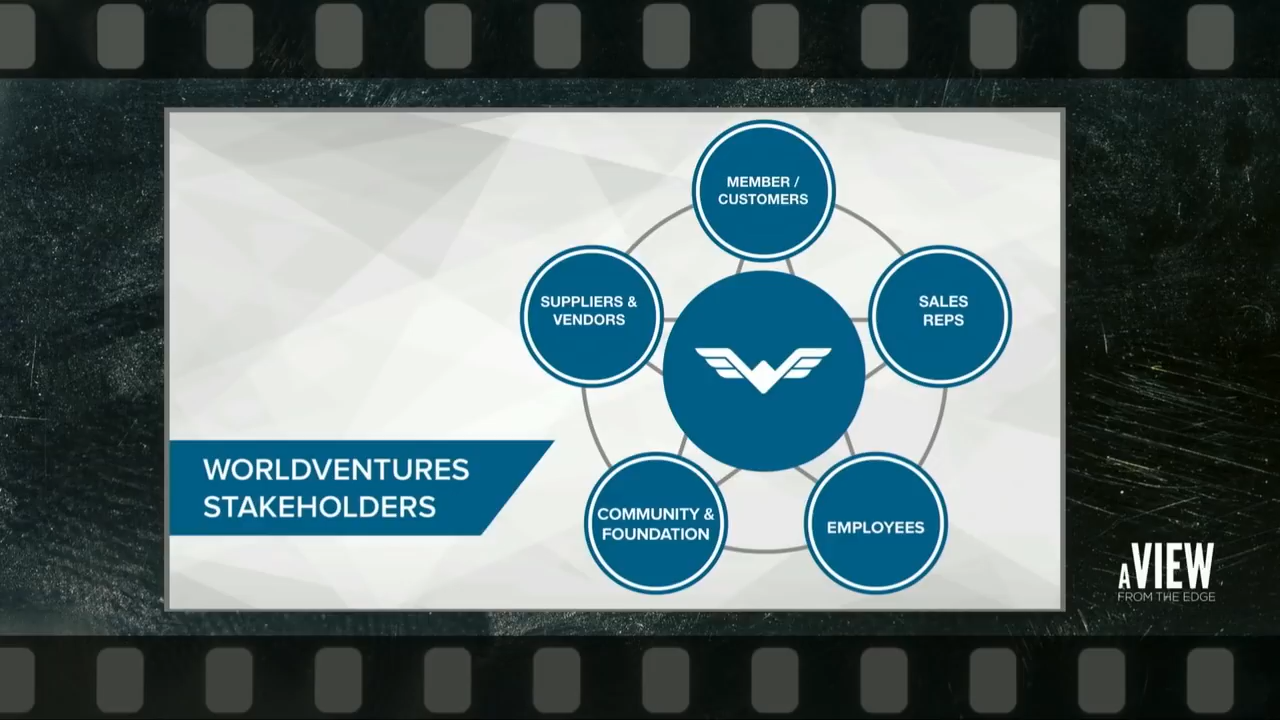 MEMBER /
CUSTOMERS
SUPPLIERS &
VENDORS
SALES
REPS
WORLDVENTURES
STAKEHOLDERS
COMMUNITY &
FOUNDATION
EMPLOYEES
A VIEW
FROM THE EDGE